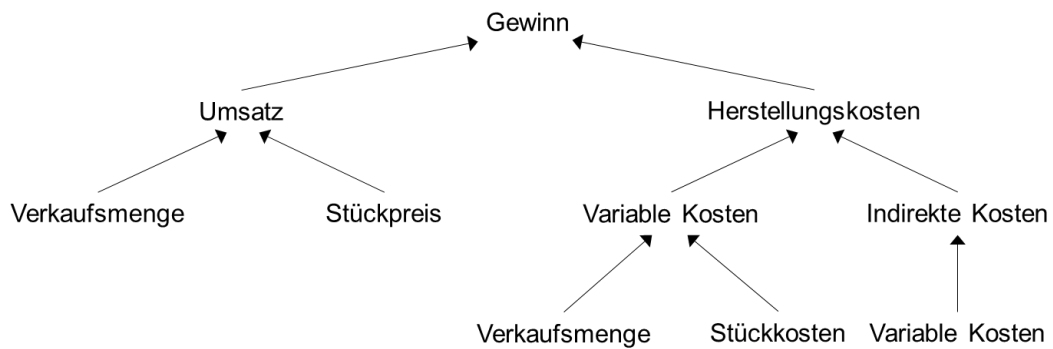 Gewinn
Umsatz
Herstellungskosten
Verkaufsmenge
Stückpreis
Variable Kosten
Indirekte Kosten
Verkaufsmenge
Stückkosten
Variable Kosten